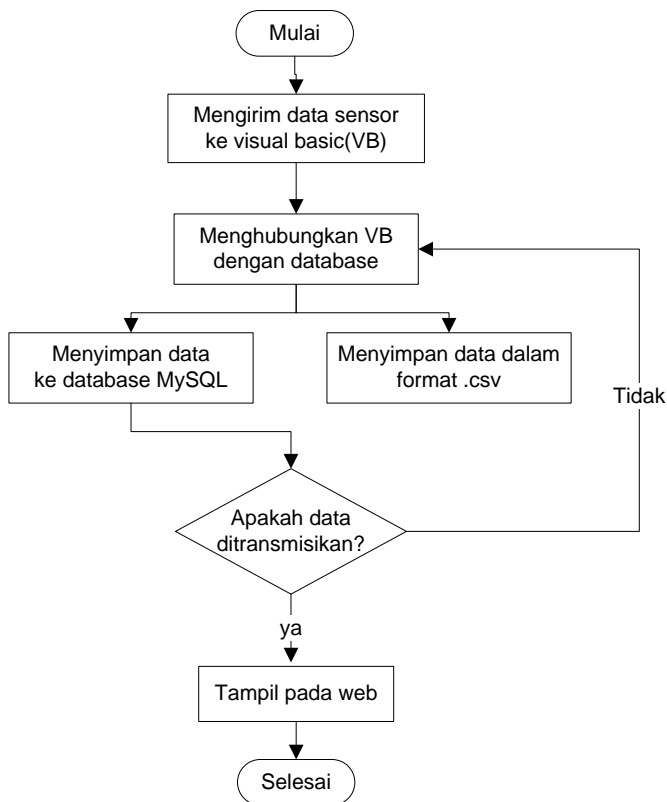 Mulai
Mengirim data sensor
ke visual basic(VB)
Menghubungkan VB
dengan database
Menyimpan data
ke database MySQL
Menyimpan data dalam
format .csv
Tidak
Apakah data
ditransmisikan?
ya
Tampil pada web
Selesai